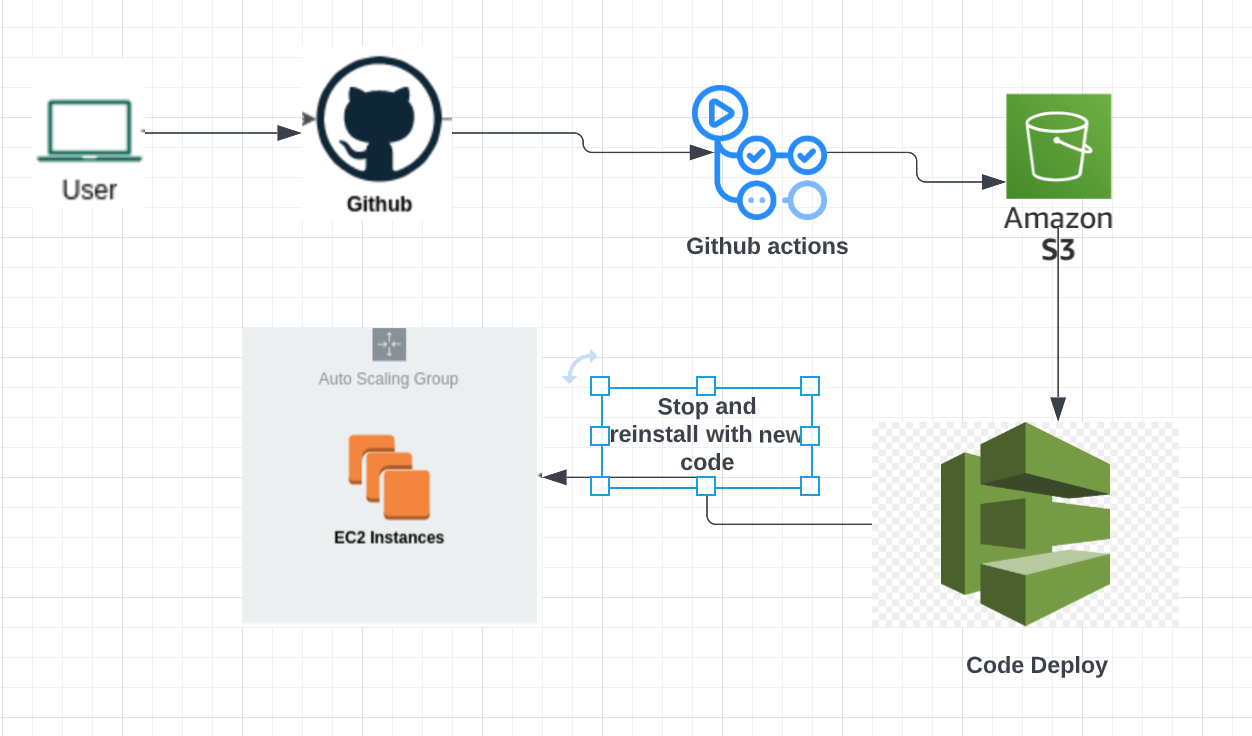 User
Github
Github actions
Amazon
S3
Auto Scaling Group
EC2 Instances
Stop and
reinstall with new
code
Code Deploy